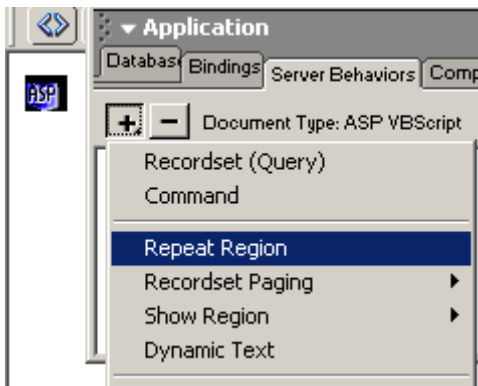 Application
Databas Bindings Server Behaviors Comp
ASP
Document Type: ASP VBScript
Recordset (Query)
Command
Repeat Region
Recordset Paging
Show Region
Dynamic Text